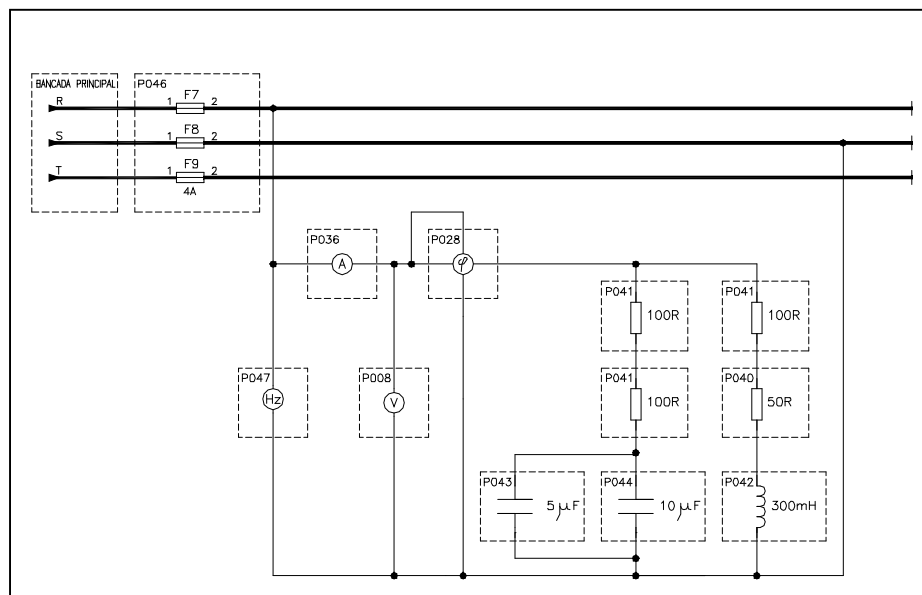 BANCADA PRINCIPAL P046
R 1 F7 2
S 1 F8 2
T 1 F9 2
4A
P036 P028
A φ
P041 P041
100R 100R
P047 P008 P041 P040
Hz V 100R 50R
P043 P044 P042
5 μF 10 μF 300mH